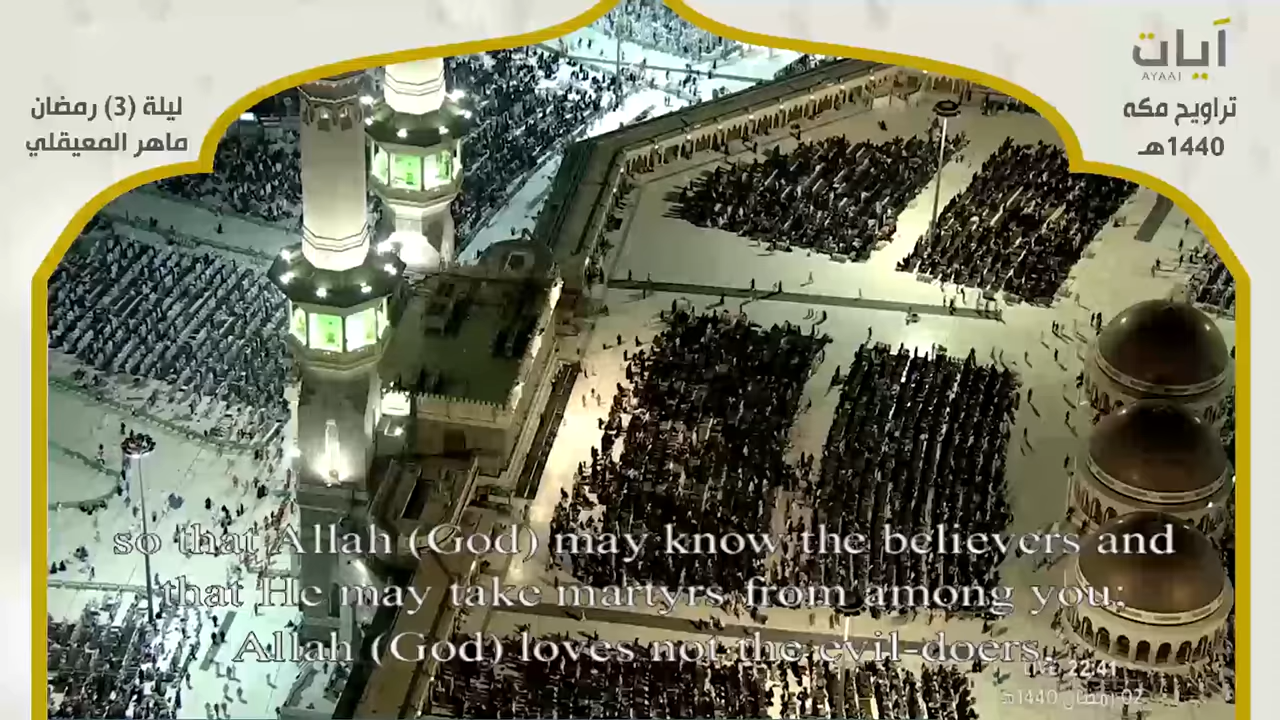 آيات
AYAAT
تراويح مكه
1440هـ
ليلة (3) رمضان
ماهر المعيقلي
so that Allah (God) may know the believers and
that He may take martyrs from among you;
Allah (God) loves not the evil-doers.
22:41
02 رمضان 1440هـ